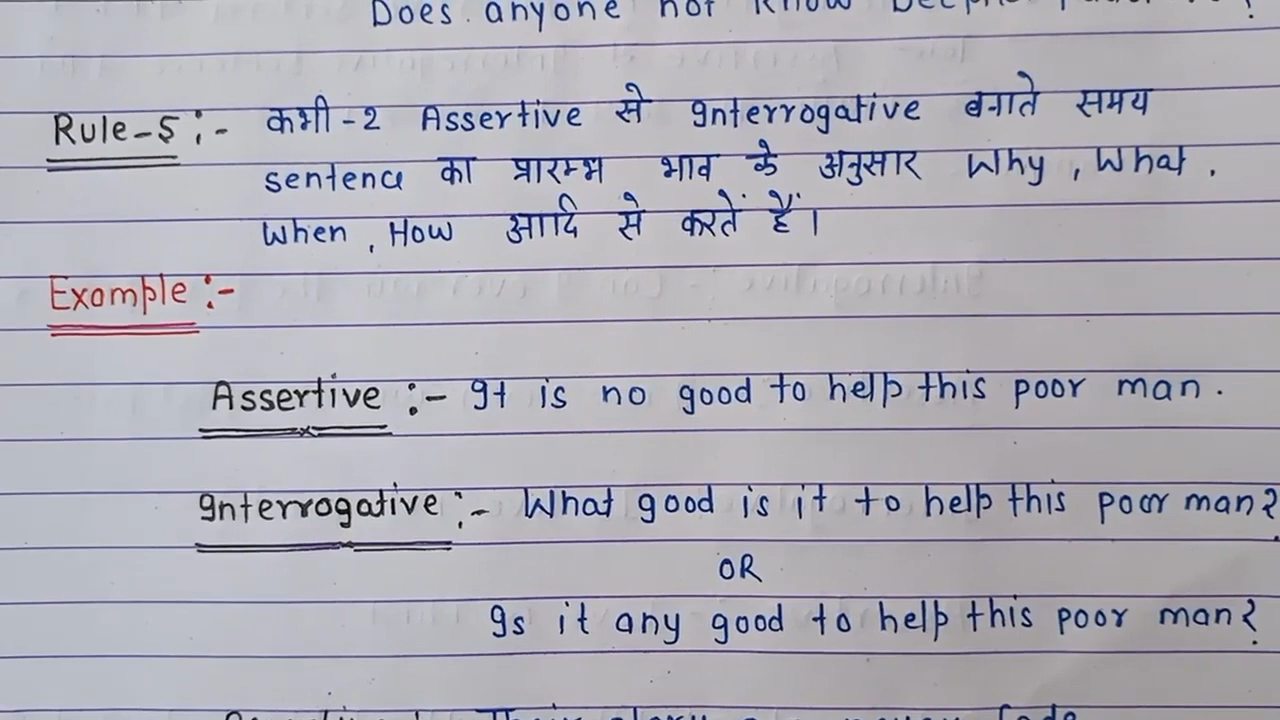 Does anyone not know
Rule-5:- कभी-2 Assertive से Interrogative बनाते समय
sentence का प्रारम्भ भाव के अनुसार Why, What,
When, How आदि से करतें हैं।
Example:-
Assertive:- It is no good to help this poor man.
Interrogative:- What good is it to help this poor man?
OR
Is it any good to help this poor man?